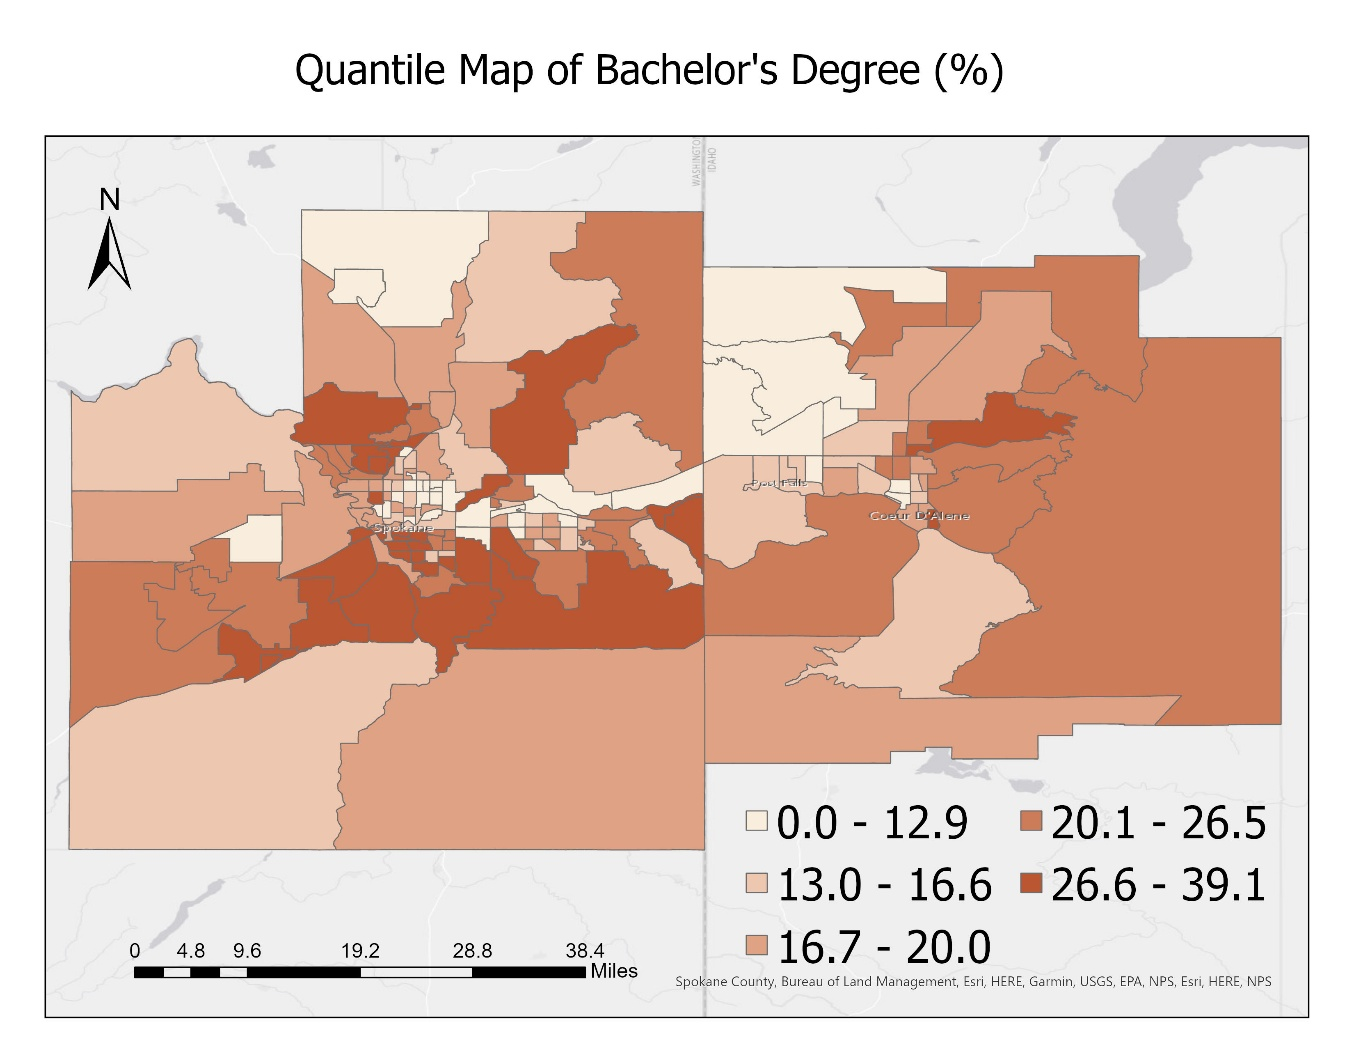 Quantile Map of Bachelor's Degree (%)
WASHINGTON
IDAHO
N
Post Falls
Coeur D'Alene
Spokane
0.0 - 12.9
20.1 - 26.5
13.0 - 16.6
26.6 - 39.1
16.7 - 20.0
0 4.8 9.6 19.2 28.8 38.4
Miles
Spokane County, Bureau of Land Management, Esri, HERE, Garmin, USGS, EPA, NPS, Esri, HERE, NPS